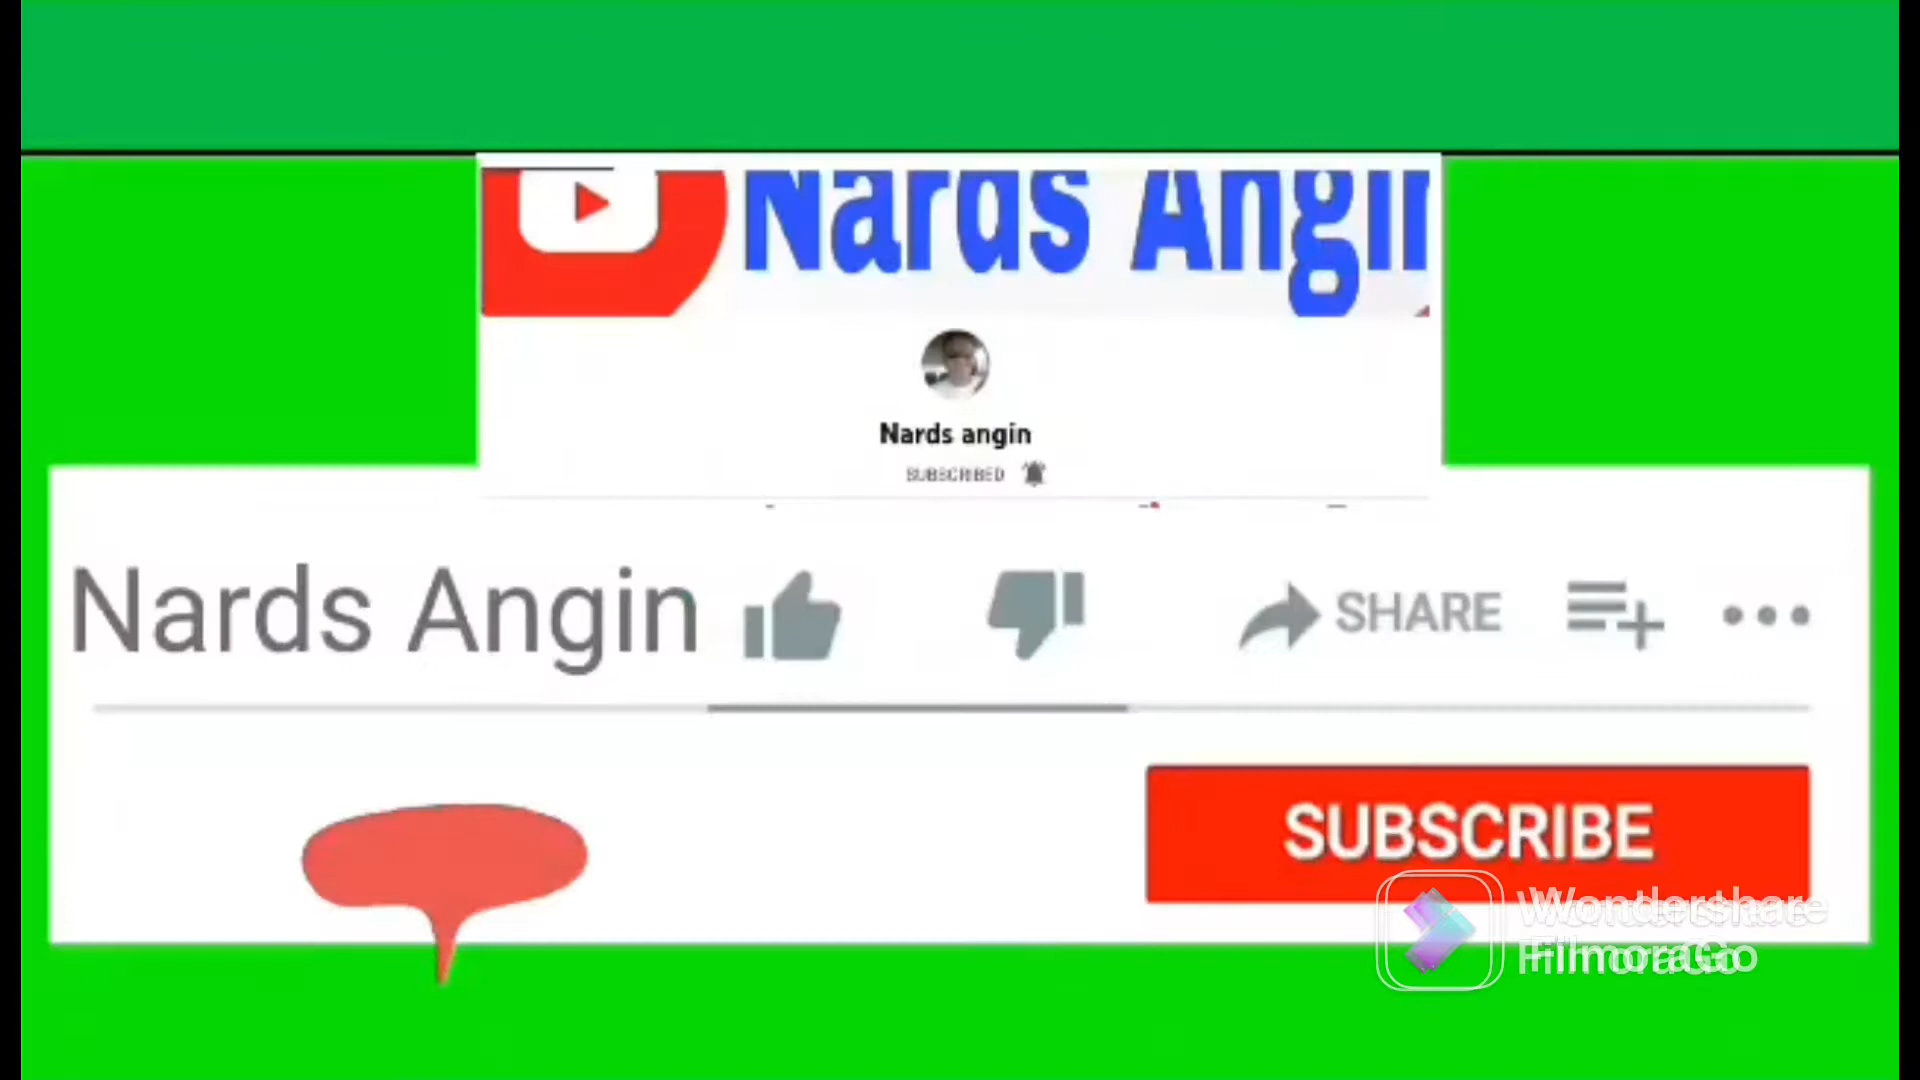 Nards Angin
Nards angin
SUBSCRIBED
Nards Angin
SHARE
SUBSCRIBE
Wondershare
FilmoraGo